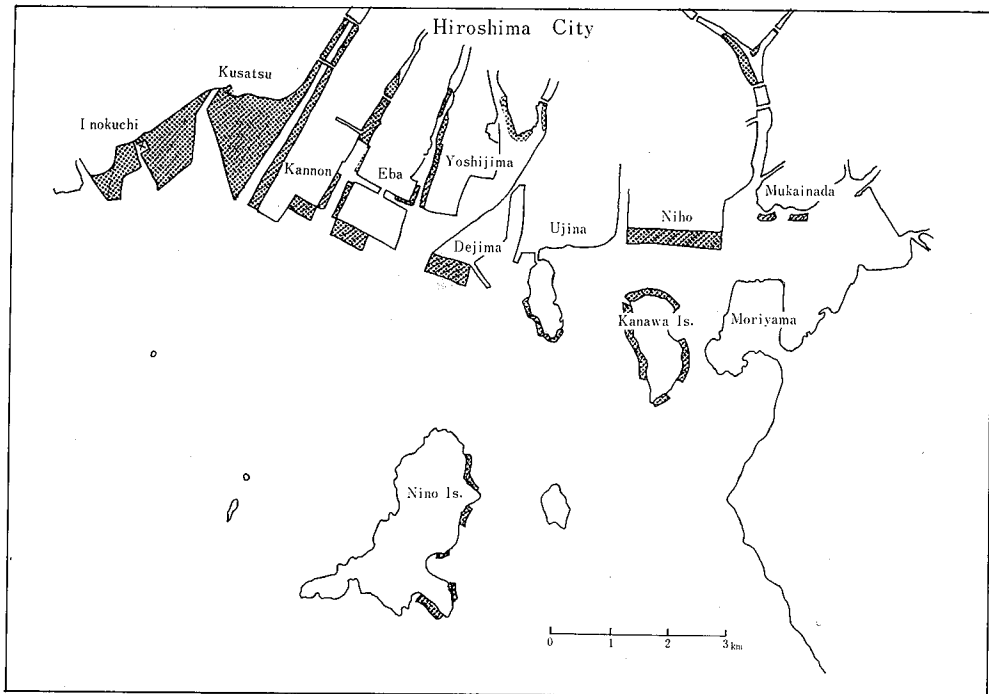 Hiroshima City
Kusatsu
Inokuchi
Kannon
Eba
Yoshijima
Mukainada
Niho
Ujina
Dejima
Kanawa Is.
Moriyama
Nino Is.
0 1 2 3 km